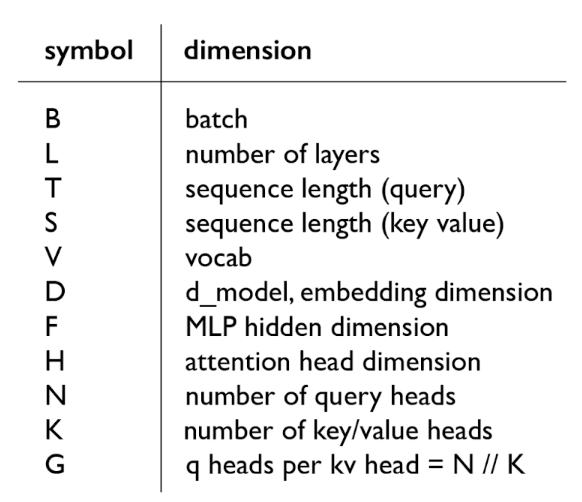 symbol dimension
B batch
L number of layers
T sequence length (query)
S sequence length (key value)
V vocab
D d_model, embedding dimension
F MLP hidden dimension
H attention head dimension
N number of query heads
K number of key/value heads
G q heads per kv head = N // K